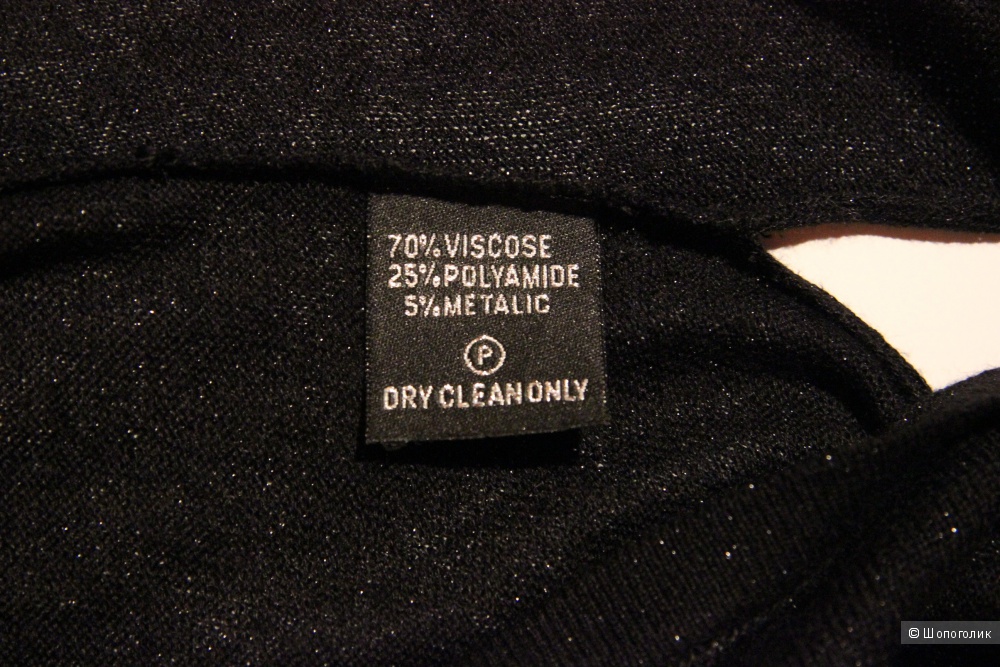 70% VISCOSE
25% POLYAMIDE
5% METALIC
P
DRY CLEAN ONLY
© Шопоголик